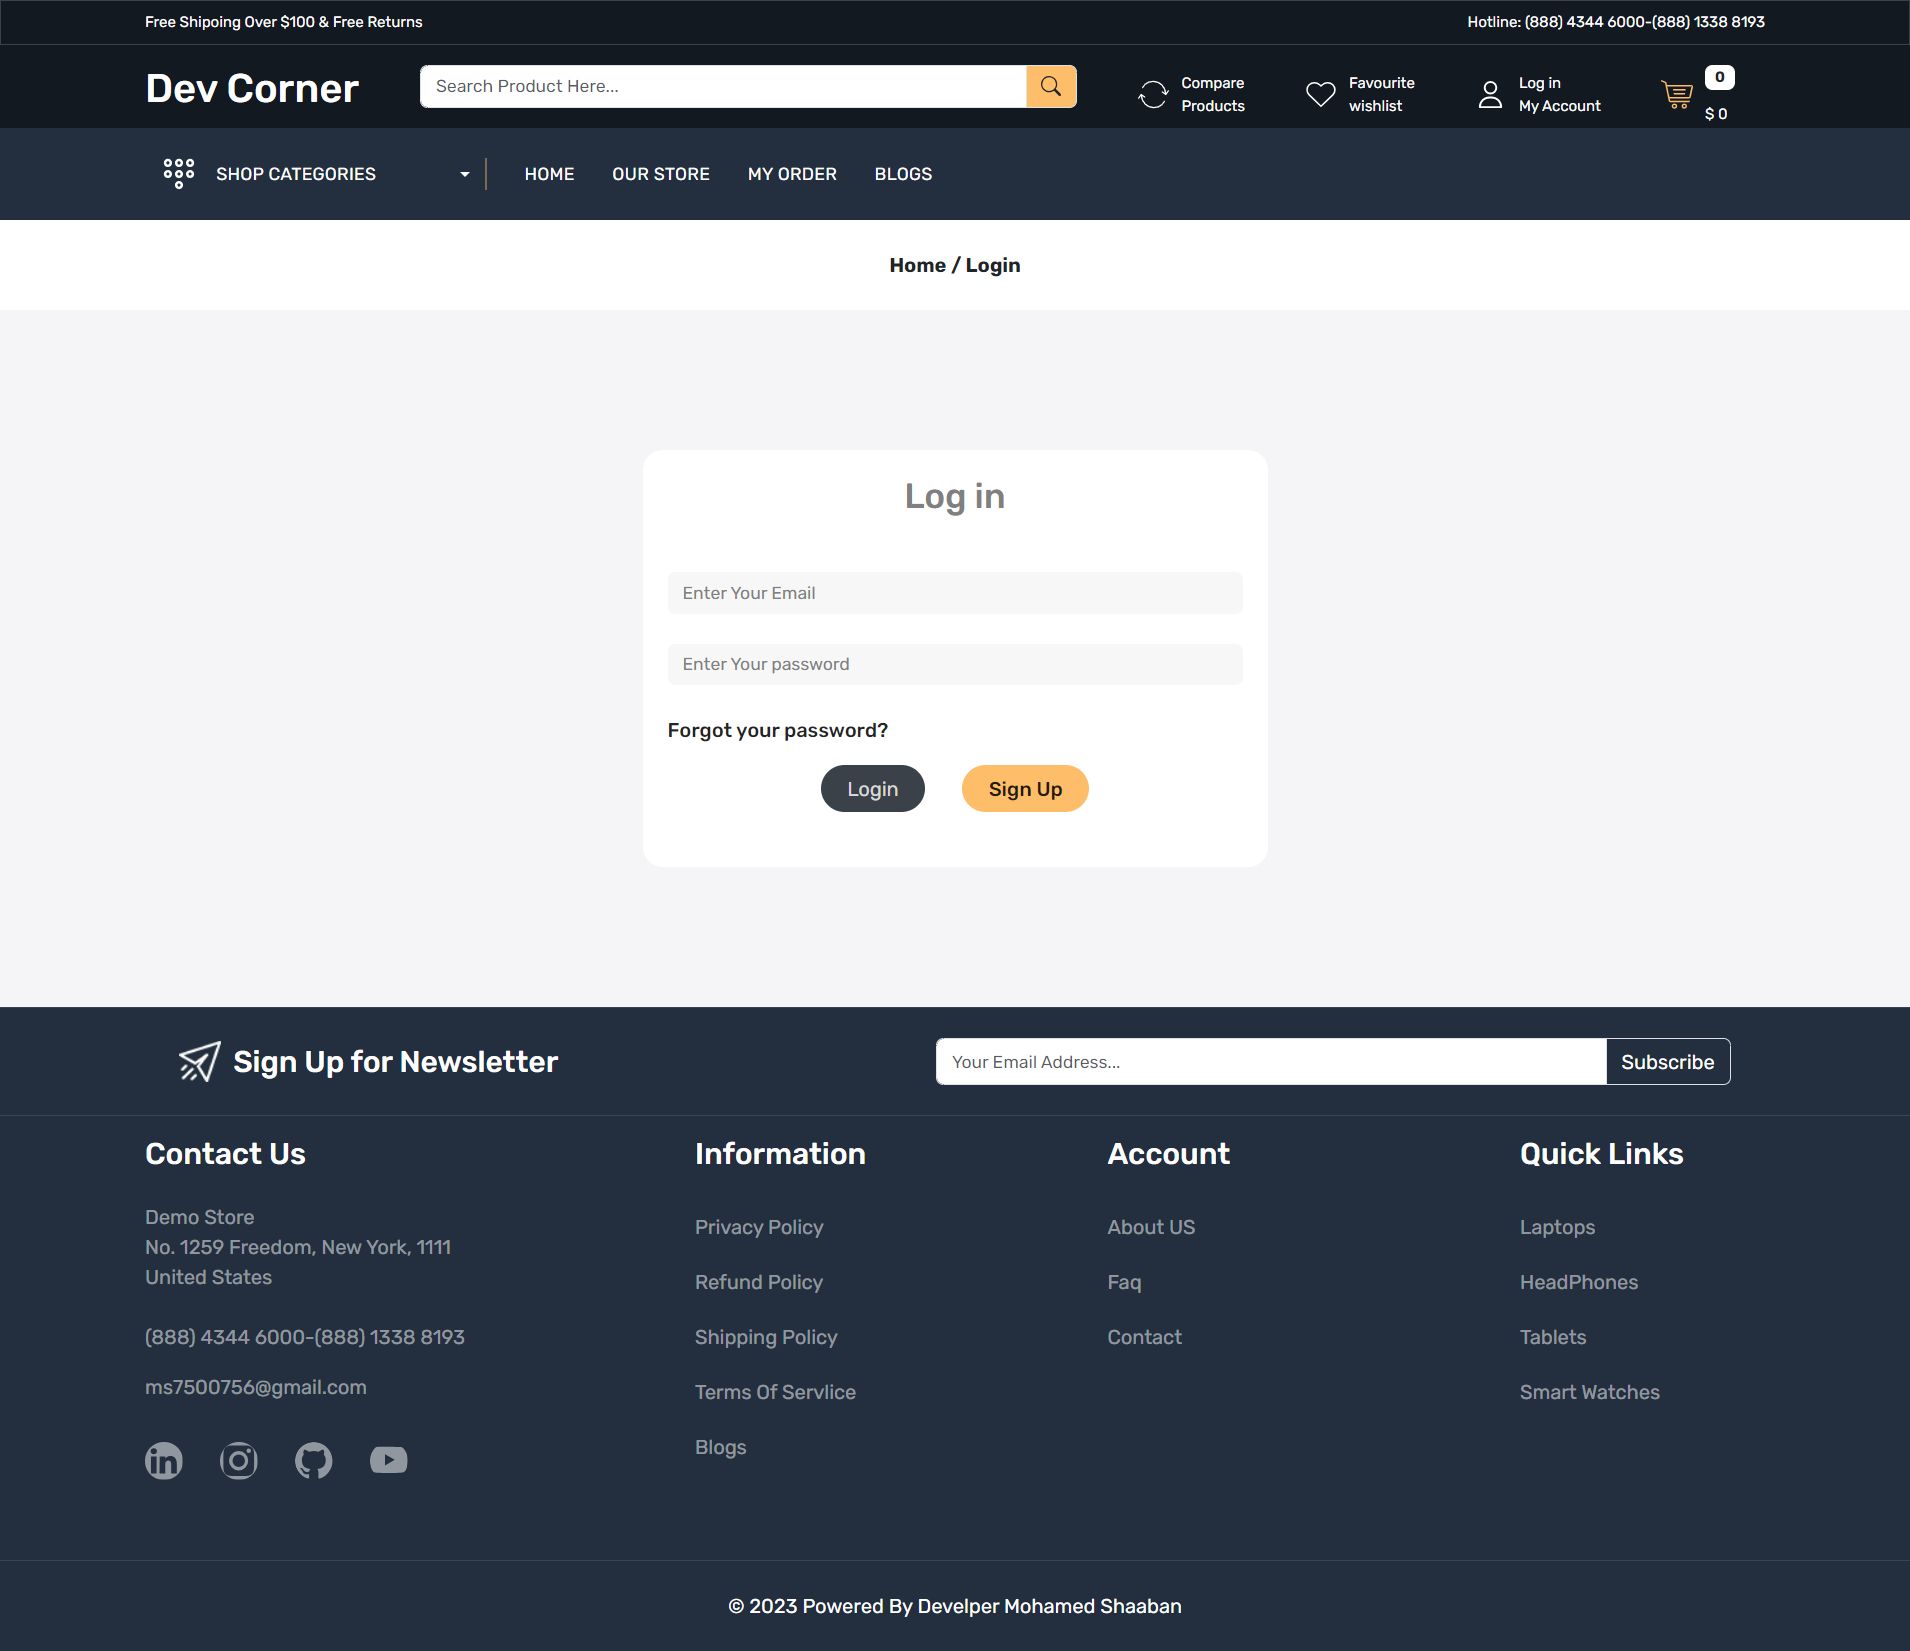 Free Shipoing Over $100 & Free Returns
Hotline: (888) 4344 6000-(888) 1338 8193
Dev Corner
Search Product Here...
Compare
Products
Favourite
wishlist
Log in
My Account
0
$ 0
SHOP CATEGORIES
HOME
OUR STORE
MY ORDER
BLOGS
Home / Login
Log in
Enter Your Email
Enter Your password
Forgot your password?
Login
Sign Up
Sign Up for Newsletter
Your Email Address...
Subscribe
Contact Us
Demo Store
No. 1259 Freedom, New York, 1111
United States
(888) 4344 6000-(888) 1338 8193
ms7500756@gmail.com
Information
Privacy Policy
Refund Policy
Shipping Policy
Terms Of Servlice
Blogs
Account
About US
Faq
Contact
Quick Links
Laptops
HeadPhones
Tablets
Smart Watches
© 2023 Powered By Develper Mohamed Shaaban